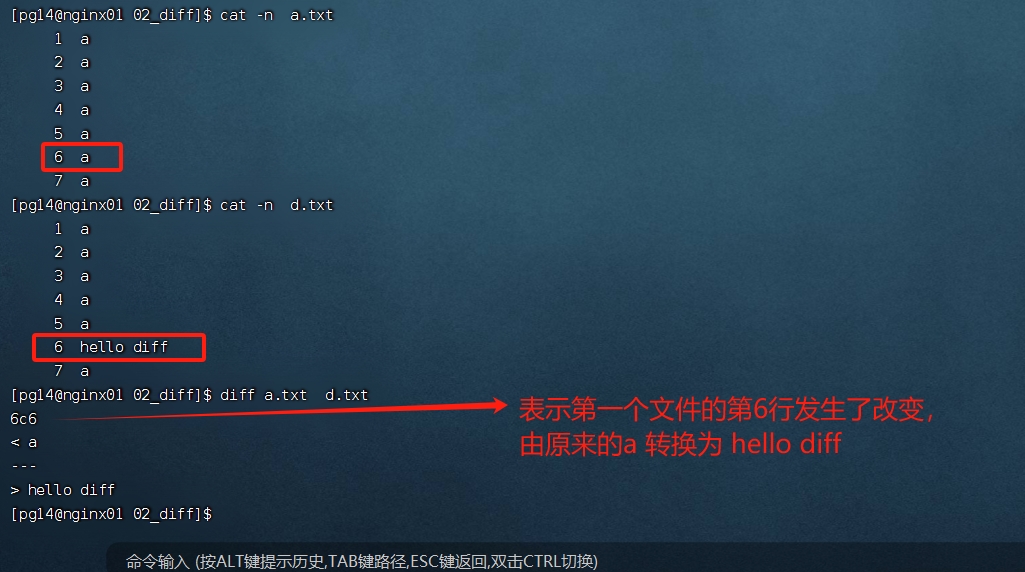 [pg14@nginx01 02_diff]$ cat -n  a.txt
     1  a
     2  a
     3  a
     4  a
     5  a
     6  a
     7  a
[pg14@nginx01 02_diff]$ cat -n  d.txt
     1  a
     2  a
     3  a
     4  a
     5  a
     6  hello diff
     7  a
[pg14@nginx01 02_diff]$ diff a.txt  d.txt
6c6
< a
---
> hello diff
[pg14@nginx01 02_diff]$
表示第一个文件的第6行发生了改变，
由原来的a 转换为 hello diff
命令输入 (按ALT键提示历史,TAB键路径,ESC键返回,双击CTRL切换)